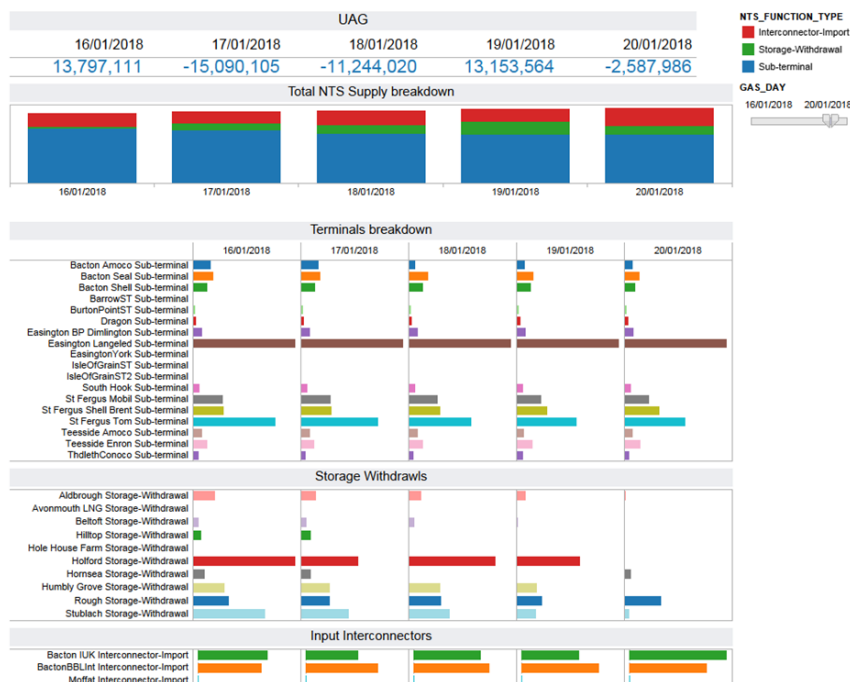 UAG
16/01/2018 17/01/2018 18/01/2018 19/01/2018 20/01/2018
13,797,111 -15,090,105 -11,244,020 13,153,564 -2,587,986
Total NTS Supply breakdown
16/01/2018 17/01/2018 18/01/2018 19/01/2018 20/01/2018
NTS_FUNCTION_TYPE
Interconnector-Import
Storage-Withdrawal
Sub-terminal
GAS_DAY
16/01/2018 20/01/2018
Terminals breakdown
16/01/2018 17/01/2018 18/01/2018 19/01/2018 20/01/2018
Bacton Amoco Sub-terminal
Bacton Seal Sub-terminal
Bacton Shell Sub-terminal
BarrowST Sub-terminal
BurtonPointST Sub-terminal
Dragon Sub-terminal
Easington BP Dimlington Sub-terminal
Easington Langeled Sub-terminal
EasingtonYork Sub-terminal
IsleOfGrainST Sub-terminal
IsleOfGrainST2 Sub-terminal
South Hook Sub-terminal
St Fergus Mobil Sub-terminal
St Fergus Shell Brent Sub-terminal
St Fergus Tom Sub-terminal
Teesside Amoco Sub-terminal
Teesside Enron Sub-terminal
ThdlethConoco Sub-terminal
Storage Withdrawls
Aldbrough Storage-Withdrawal
Avonmouth LNG Storage-Withdrawal
Beltoft Storage-Withdrawal
Hilltop Storage-Withdrawal
Hole House Farm Storage-Withdrawal
Holford Storage-Withdrawal
Hornsea Storage-Withdrawal
Humbly Grove Storage-Withdrawal
Rough Storage-Withdrawal
Stublach Storage-Withdrawal
Input Interconnectors
Bacton IUK Interconnector-Import
BactonBBLInt Interconnector-Import
Moffat Interconnector-Import